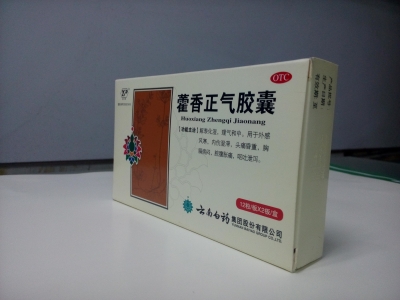 OTC
藿香正气胶囊
Huoxiang Zhengqi Jiaonang
【功能主治】解表化湿,理气和中。用于外感
风寒、内伤湿滞、头痛昏重、胸
膈痞闷、脘腹胀痛、呕吐泄泻。
12粒/板X2板/盒
云南白药集团股份有限公司